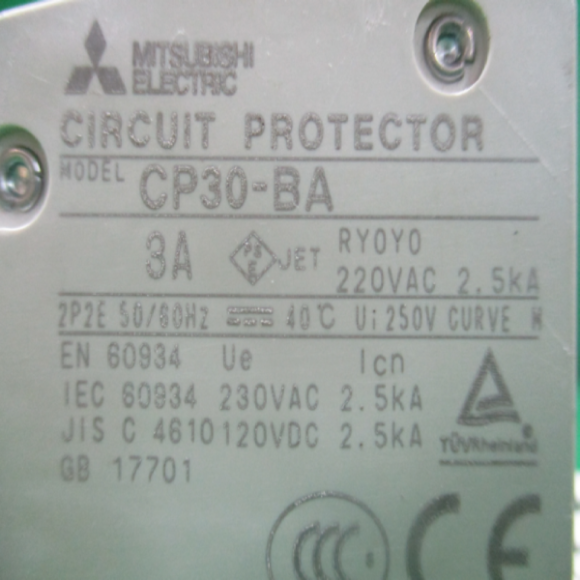 MITSUBISHI
ELECTRIC
CIRCUIT PROTECTOR
MODEL CP30-BA
3A PS E JET RYOYO
220VAC 2.5kA
2P2E 50/60Hz 40℃ Ui 250V CURVE M
EN 60934 Ue Icn
IEC 60934 230VAC 2.5kA
JIS C 4610 120VDC 2.5kA
GB 17701
TÜVRheinland
CCC CE